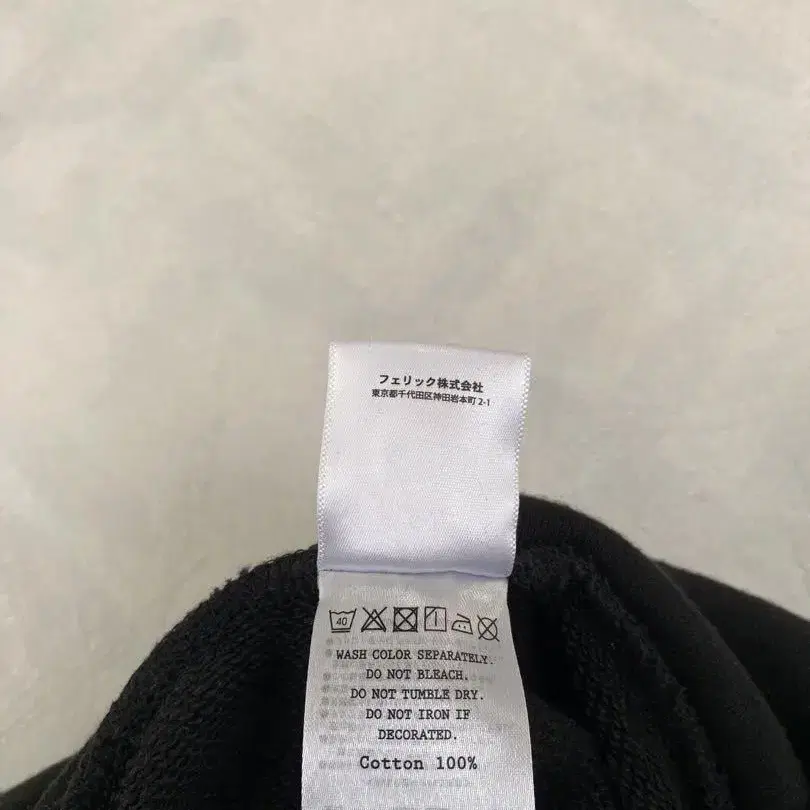 フェリック株式会社
東京都千代田区神田岩本町2-1
40
WASH COLOR SEPARATELY.
DO NOT BLEACH.
DO NOT TUMBLE DRY.
DO NOT IRON IF
DECORATED.
Cotton 100%